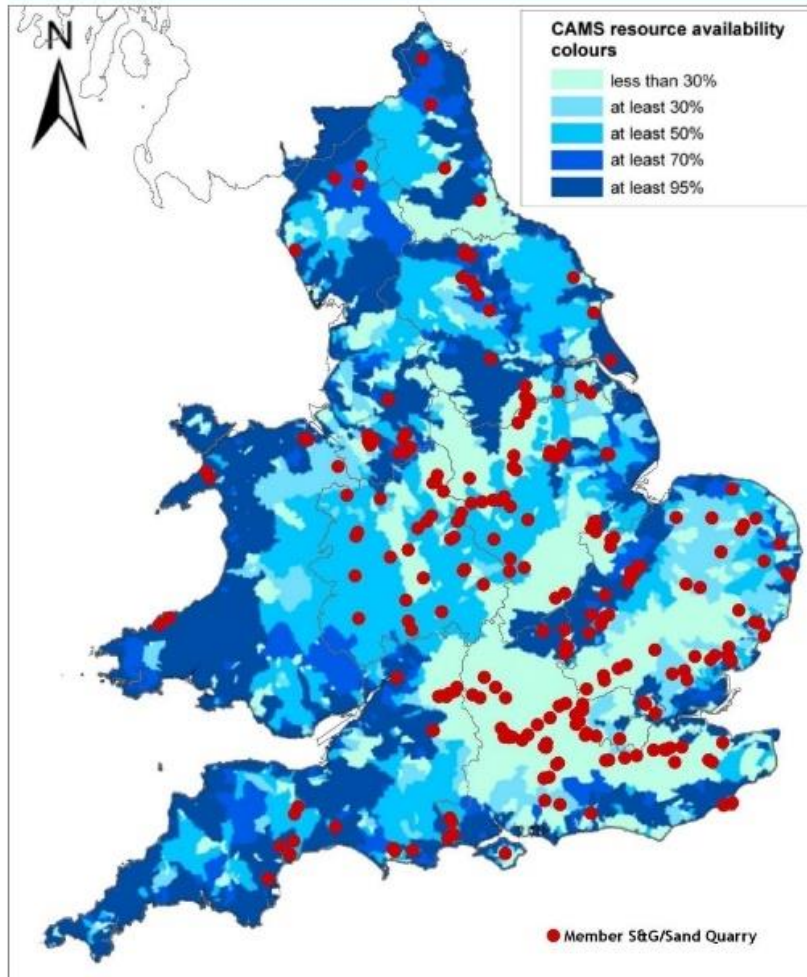 N
CAMS resource availability
colours
less than 30%
at least 30%
at least 50%
at least 70%
at least 95%
Member S&G/Sand Quarry